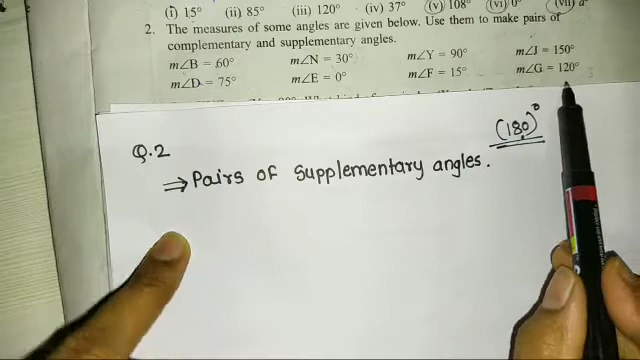 (i) 15° (ii) 85° (iii) 120° (iv) 37° (v) 108° (vi) 0° (vii) a°
2. The measures of some angles are given below. Use them to make pairs of
complementary and supplementary angles.
m∠B = 60° m∠N = 30° m∠Y = 90° m∠J = 150°
m∠D = 75° m∠E = 0° m∠F = 15° m∠G = 120°
(180)°
Q.2
⇒ Pairs of Supplementary angles.